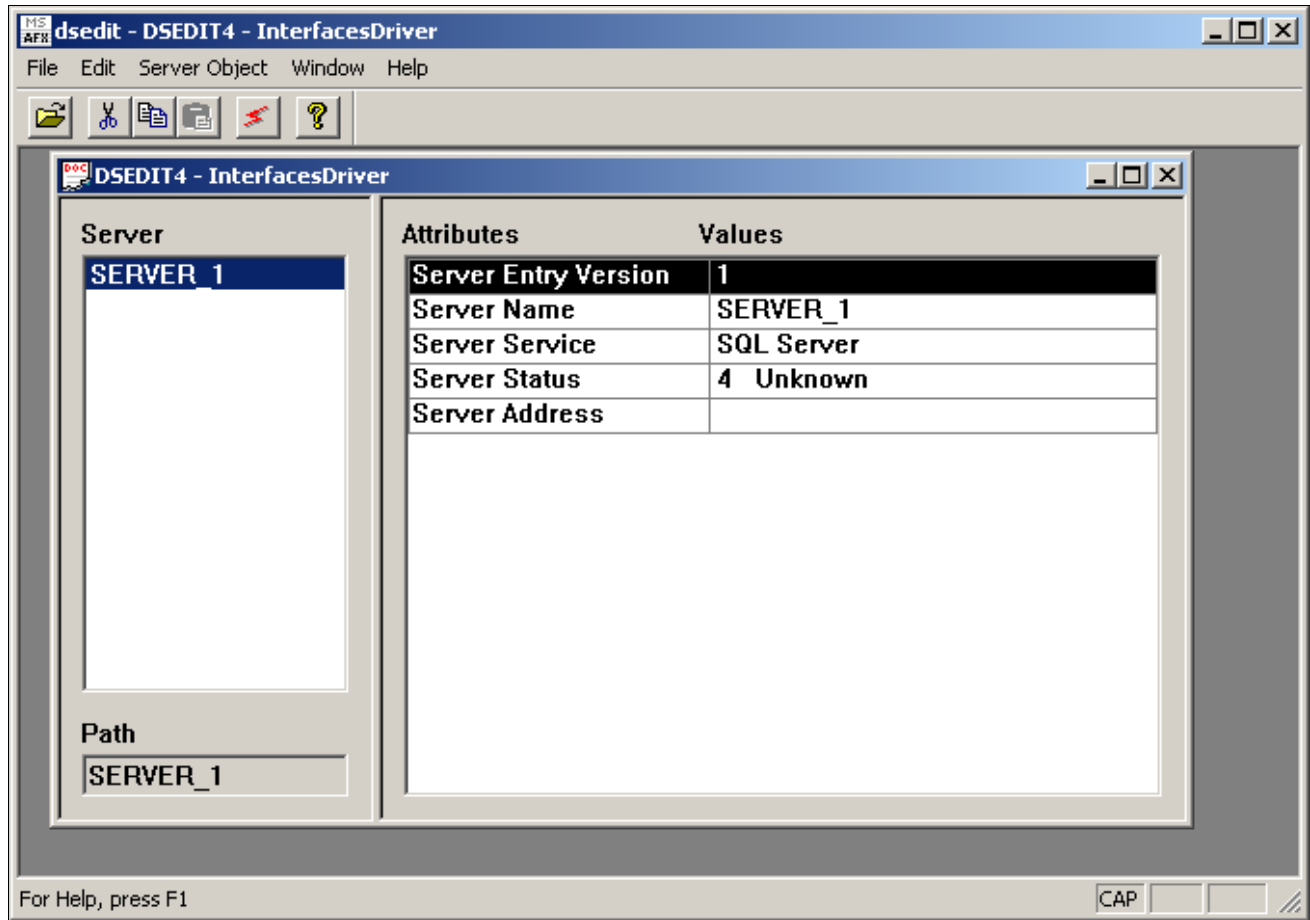 MS AFX dsedit - DSEDIT4 - InterfacesDriver
File Edit Server Object Window Help
DOC DSEDIT4 - InterfacesDriver
Server
SERVER_1
Path
SERVER_1
Attributes Values
Server Entry Version 1
Server Name SERVER_1
Server Service SQL Server
Server Status 4 Unknown
Server Address
For Help, press F1 CAP